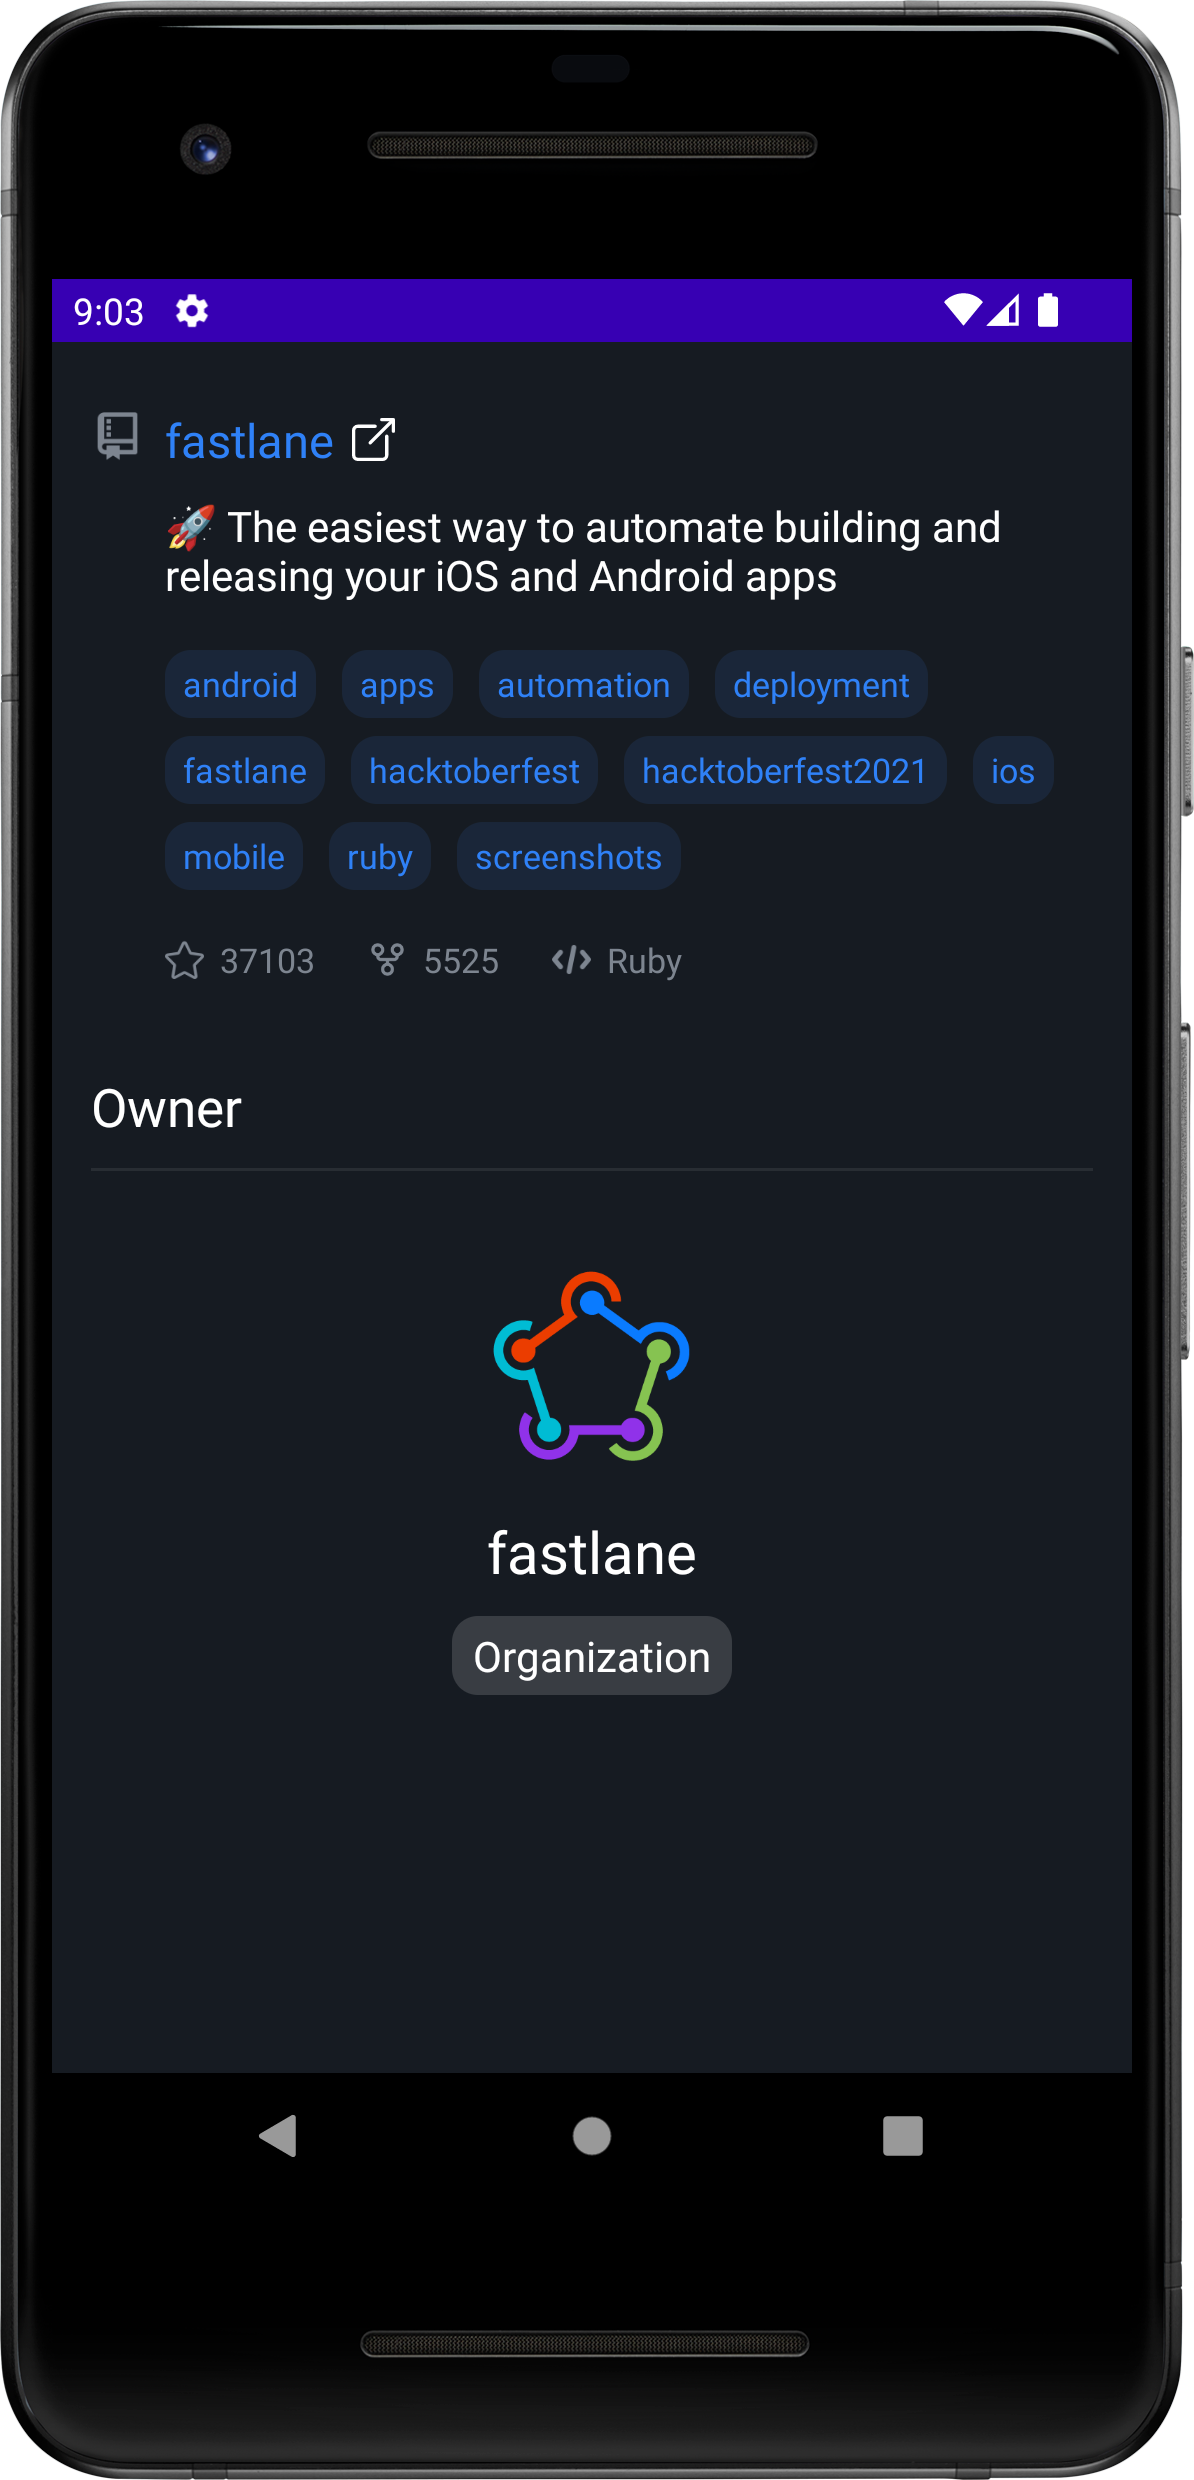 9:03
fastlane
🚀 The easiest way to automate building and
releasing your iOS and Android apps
android apps automation deployment
fastlane hacktoberfest hacktoberfest2021 ios
mobile ruby screenshots
37103 5525 Ruby
Owner
fastlane
Organization